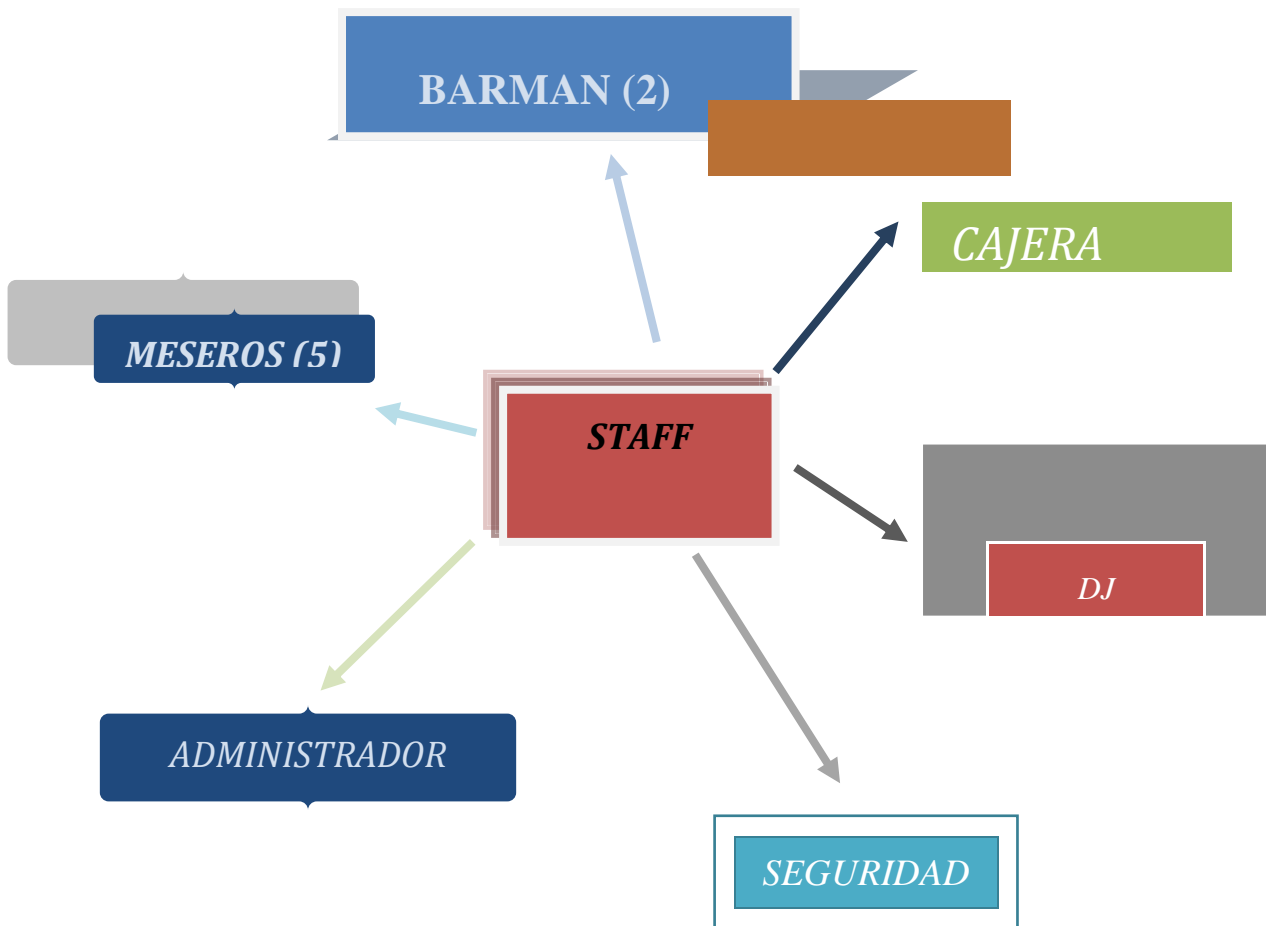 BARMAN (2)
CAJERA
MESEROS (5)
STAFF
DJ
ADMINISTRADOR
SEGURIDAD